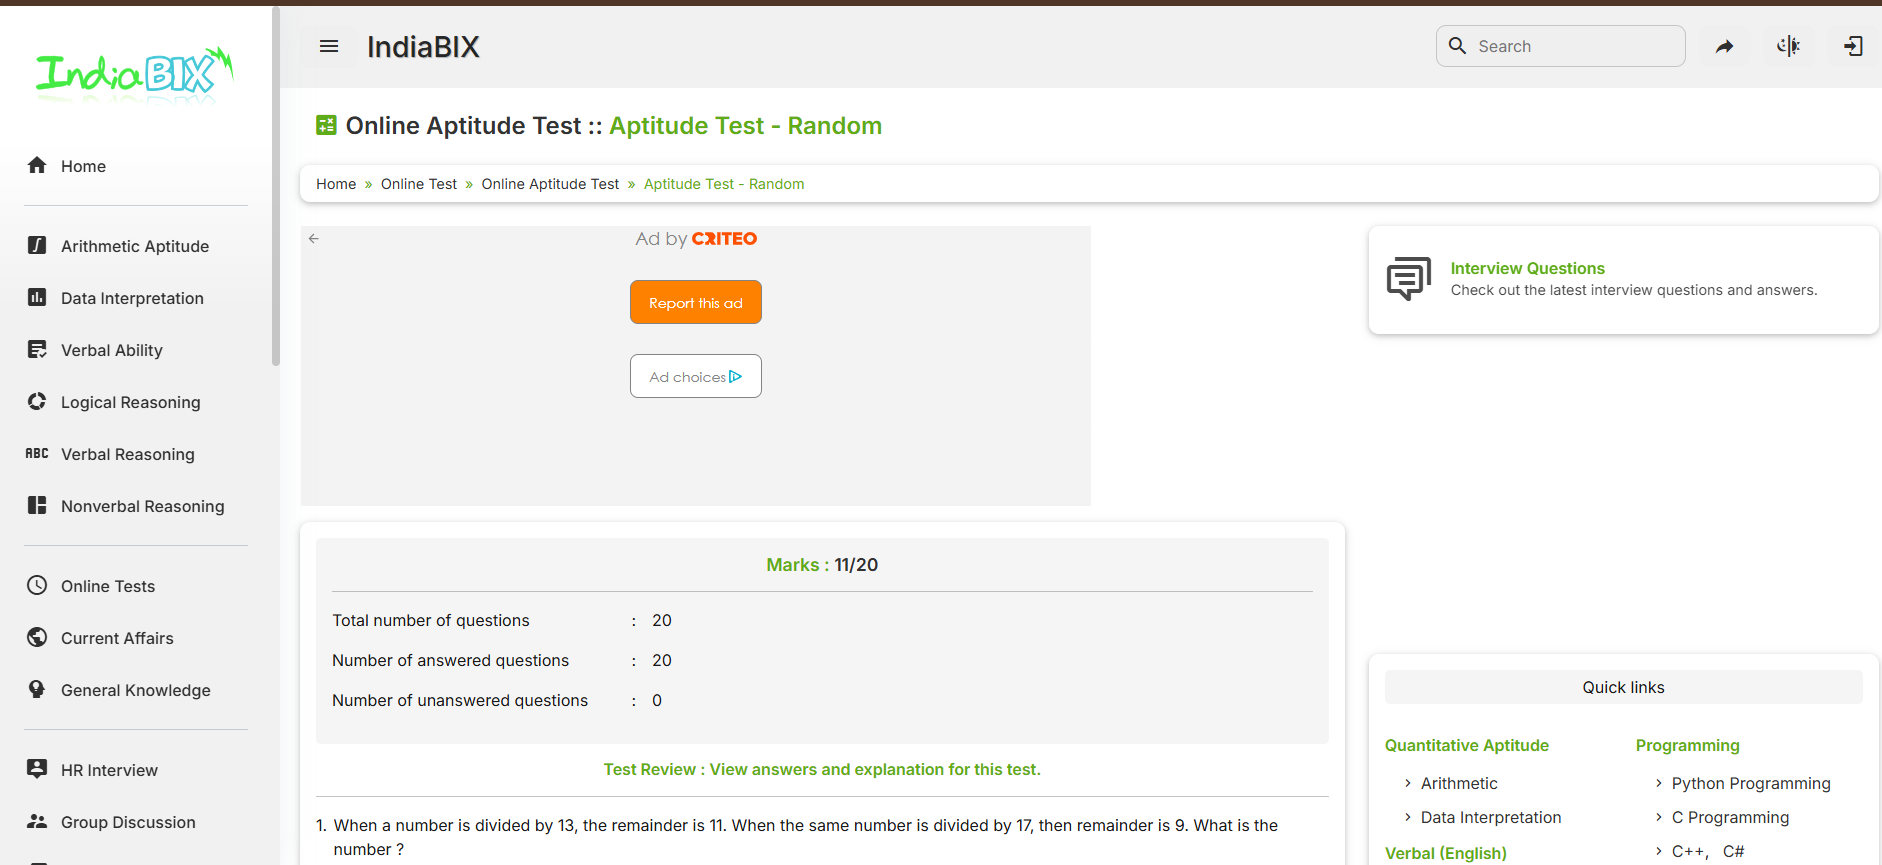 IndiaBIX
IndiaBIX
Search
Online Aptitude Test :: Aptitude Test - Random
Home » Online Test » Online Aptitude Test » Aptitude Test - Random
Home
Arithmetic Aptitude
Data Interpretation
Verbal Ability
Logical Reasoning
ABC Verbal Reasoning
Nonverbal Reasoning
Online Tests
Current Affairs
General Knowledge
HR Interview
Group Discussion
Ad by CRITEO
Report this ad
Ad choices
Interview Questions
Check out the latest interview questions and answers.
Marks : 11/20
Total number of questions : 20
Number of answered questions : 20
Number of unanswered questions : 0
Test Review : View answers and explanation for this test.
1. When a number is divided by 13, the remainder is 11. When the same number is divided by 17, then remainder is 9. What is the
number ?
Quick links
Quantitative Aptitude
Arithmetic
Data Interpretation
Verbal (English)
Programming
Python Programming
C Programming
C++, C#